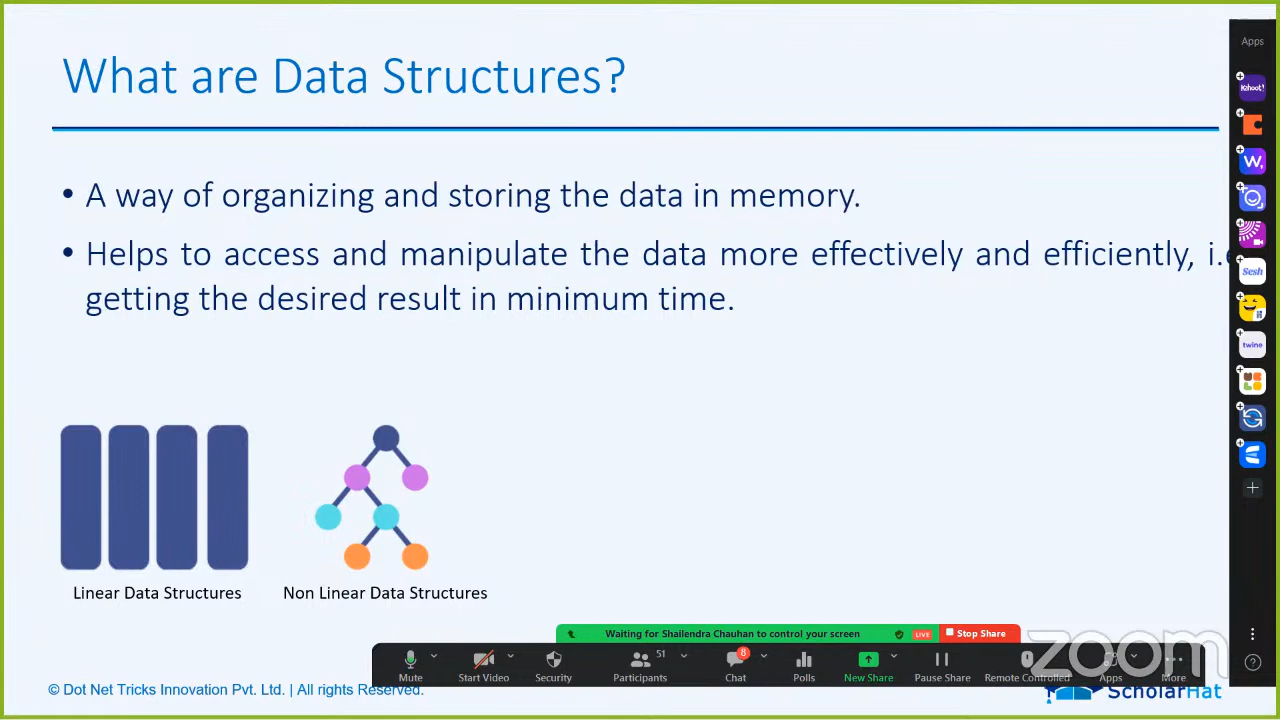 What are Data Structures?
Apps
Kahoot!
W,
• A way of organizing and storing the data in memory.
• Helps to access and manipulate the data more effectively and efficiently, i.e
getting the desired result in minimum time.
Sesh
twine
Linear Data Structures
Non Linear Data Structures
Waiting for Shailendra Chauhan to control your screen
LIVE
Stop Share
51
8
Mute
Start Video
Security
Participants
Chat
Polls
New Share
Pause Share
Remote Controlled
Apps
More
zoom
© Dot Net Tricks Innovation Pvt. Ltd. | All rights Reserved.
ScholarHat